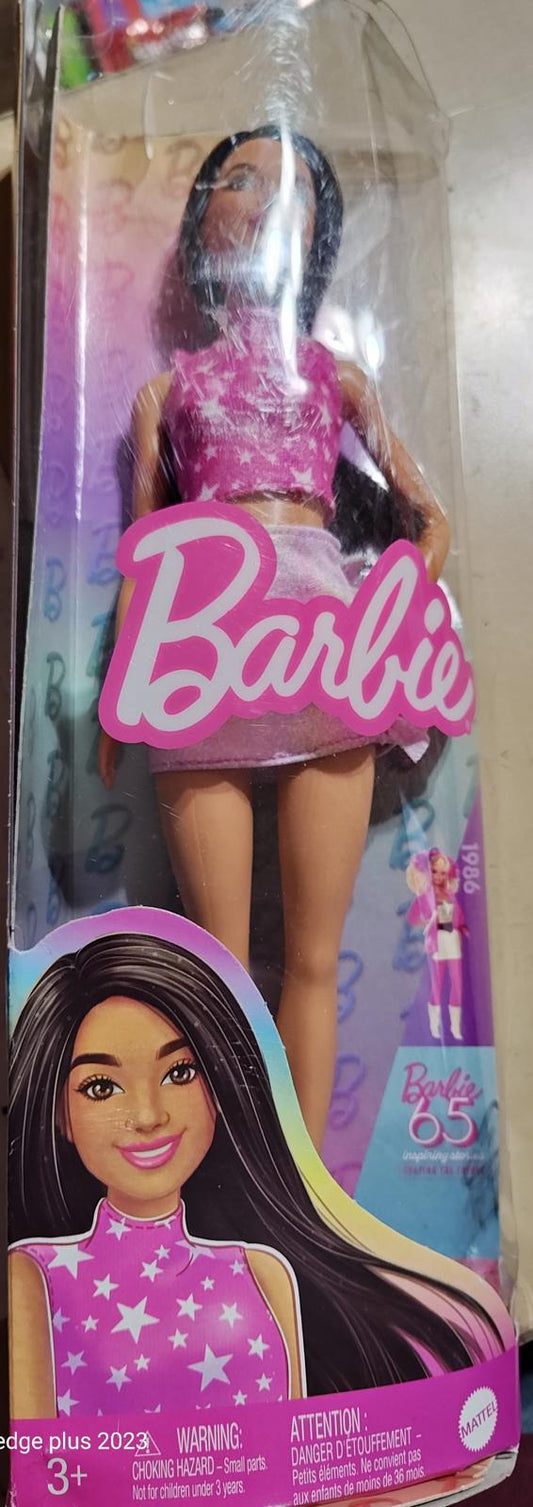 Barbie
1986
Barbie
65
inspiring stories
MATTEL
edge plus 2023
3+
WARNING:
CHOKING HAZARD – Small parts.
Not for children under 3 years.
ATTENTION :
DANGER D'ÉTOUFFEMENT –
Petits éléments. Ne convient pas
aux enfants de moins de 36 mois.